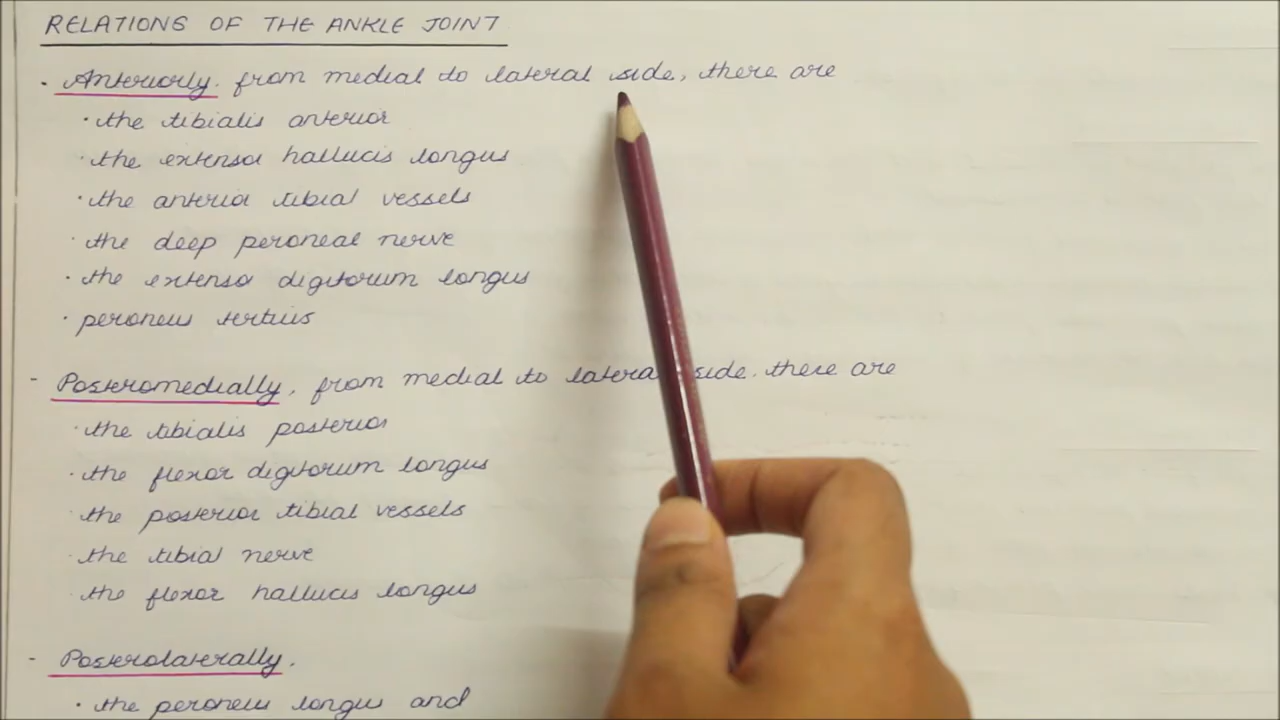 RELATIONS OF THE ANKLE JOINT
· Anteriorly. from medial to lateral side, there are
· the tibialis anterior
· the extensor hallucis longus
· the anterior tibial vessels
· the deep peroneal nerve
· the extensor digitorum longus
· peroneus tertius
- Posteromedially, from medial to lateral side. there are
· the tibialis posterior
· the flexor digitorum longus
· the posterior tibial vessels
· the tibial nerve
· the flexor hallucis longus
- Posterolaterally.
· the peroneus longus and